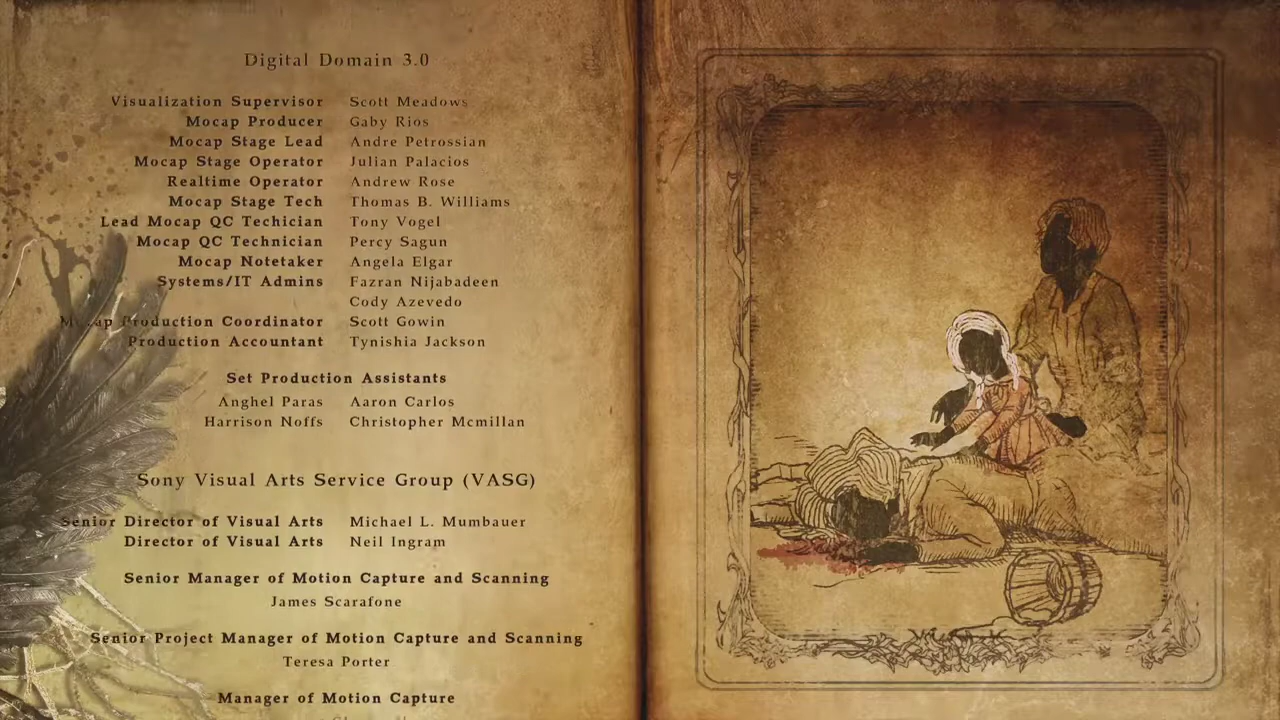 Digital Domain 3.0
Visualization Supervisor Scott Meadows
Mocap Producer Gaby Rios
Mocap Stage Lead Andre Petrossian
Mocap Stage Operator Julian Palacios
Realtime Operator Andrew Rose
Mocap Stage Tech Thomas B. Williams
Lead Mocap QC Techician Tony Vogel
Mocap QC Technician Percy Sagun
Mocap Notetaker Angela Elgar
Systems/IT Admins Fazran Nijabadeen
Cody Azevedo
Mocap Production Coordinator Scott Gowin
Production Accountant Tynishia Jackson
Set Production Assistants
Anghel Paras Aaron Carlos
Harrison Noffs Christopher Mcmillan
Sony Visual Arts Service Group (VASG)
Senior Director of Visual Arts Michael L. Mumbauer
Director of Visual Arts Neil Ingram
Senior Manager of Motion Capture and Scanning
James Scarafone
Senior Project Manager of Motion Capture and Scanning
Teresa Porter
Manager of Motion Capture